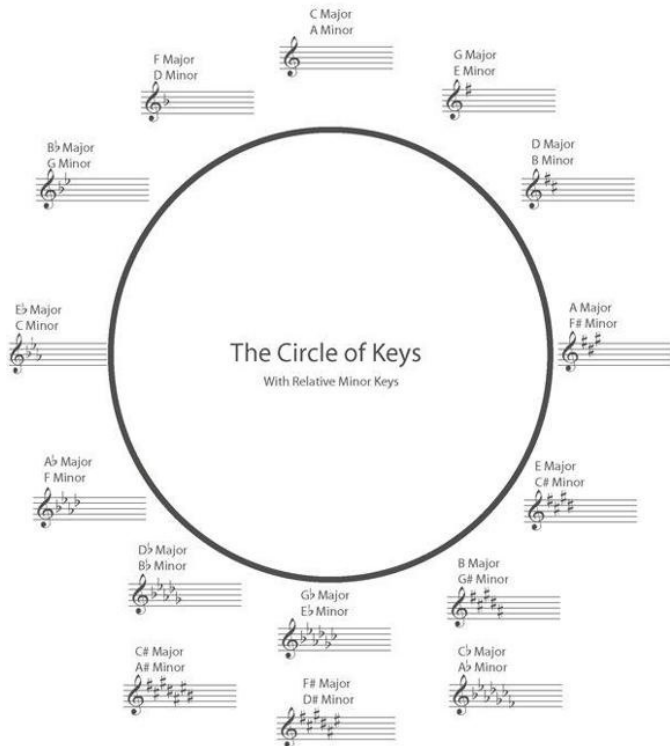 C Major
A Minor
G Major
E Minor
D Major
B Minor
A Major
F# Minor
E Major
C# Minor
B Major
G# Minor
C♭ Major
A♭ Minor
G♭ Major
E♭ Minor
F# Major
D# Minor
D♭ Major
B♭ Minor
C# Major
A# Minor
A♭ Major
F Minor
E♭ Major
C Minor
B♭ Major
G Minor
F Major
D Minor
The Circle of Keys
With Relative Minor Keys